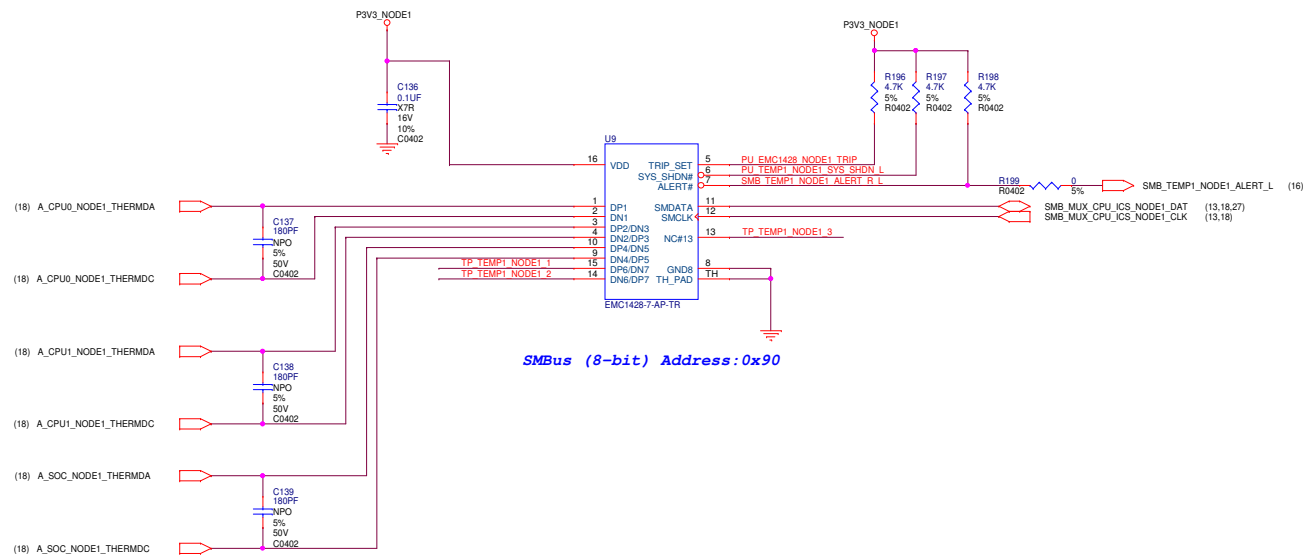 P3V3_NODE1
P3V3_NODE1
C136
0.1UF
X7R
16V
10%
C0402
R196
4.7K
5%
R0402
R197
4.7K
5%
R0402
R198
4.7K
5%
R0402
U9
16 VDD
TRIP_SET 5 PU_EMC1428_NODE1_TRIP
SYS_SHDN# 6 PU_TEMP1_NODE1_SYS_SHDN_L
ALERT# 7 SMB_TEMP1_NODE1_ALERT_R_L
R199
R0402
0
5%
SMB_TEMP1_NODE1_ALERT_L (16)
(18) A_CPU0_NODE1_THERMDA
1 DP1
2 DN1
3 DP2/DN3
4 DN2/DP3
10 DP4/DN5
9 DN4/DP5
TP_TEMP1_NODE1_1 15 DP6/DN7
TP_TEMP1_NODE1_2 14 DN6/DP7
SMDATA 11 SMB_MUX_CPU_ICS_NODE1_DAT (13,18,27)
SMCLK 12 SMB_MUX_CPU_ICS_NODE1_CLK (13,18)
NC#13 13 TP_TEMP1_NODE1_3
GND8 8
TH_PAD TH
EMC1428-7-AP-TR
C137
180PF
NPO
5%
50V
C0402
(18) A_CPU0_NODE1_THERMDC
SMBus (8-bit) Address:0x90
(18) A_CPU1_NODE1_THERMDA
C138
180PF
NPO
5%
50V
C0402
(18) A_CPU1_NODE1_THERMDC
(18) A_SOC_NODE1_THERMDA
C139
180PF
NPO
5%
50V
C0402
(18) A_SOC_NODE1_THERMDC